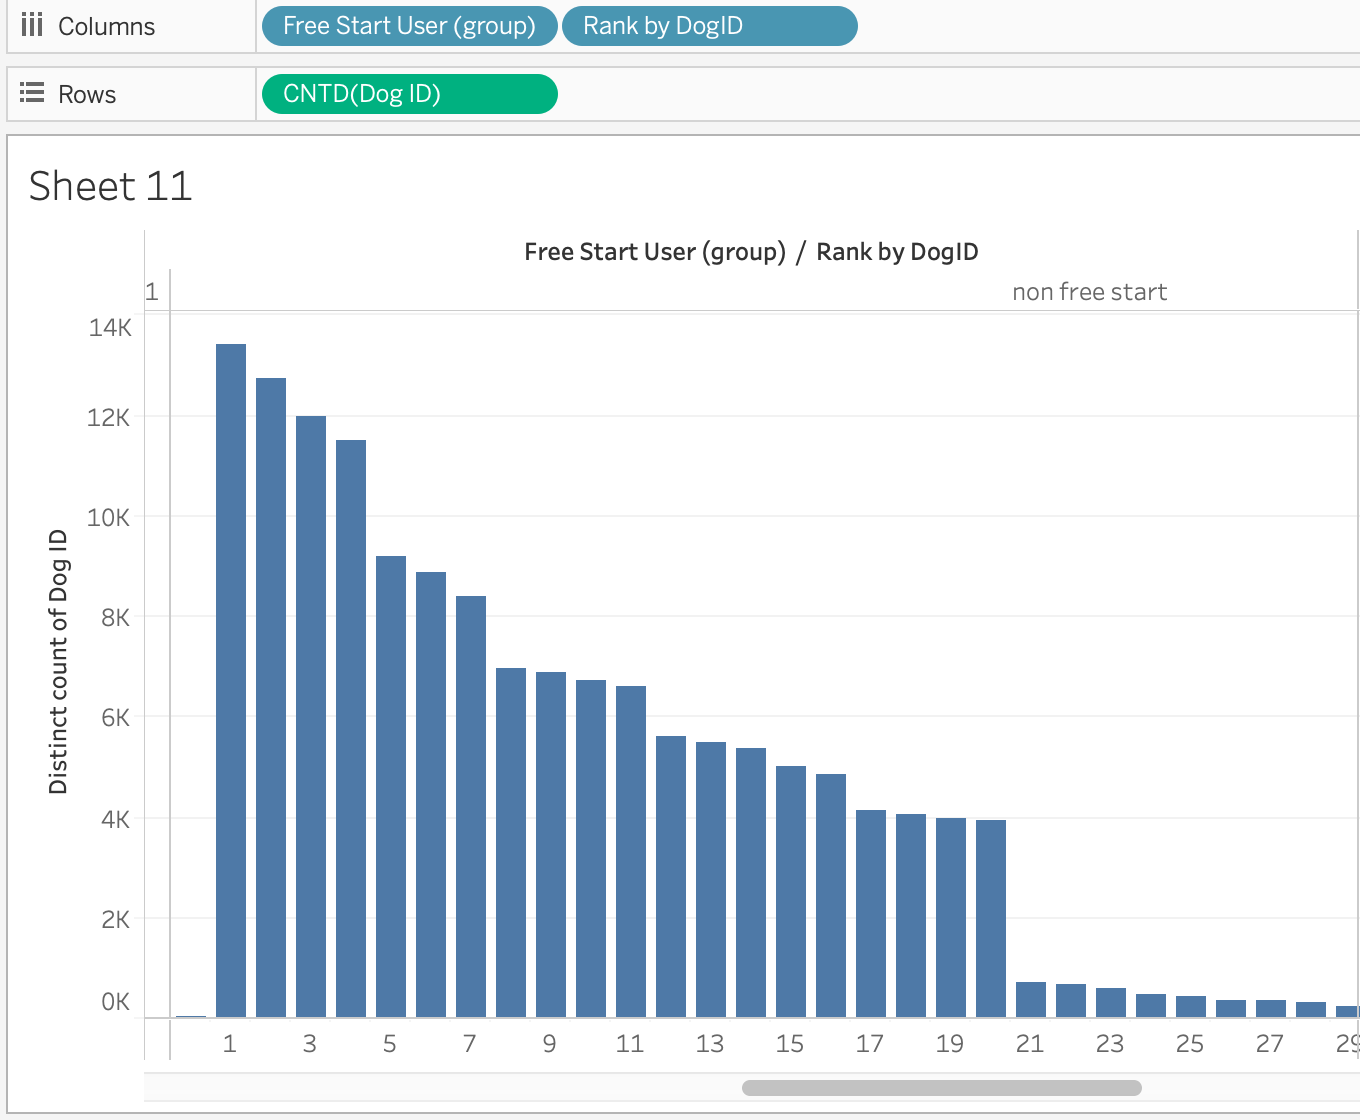 Columns Free Start User (group) Rank by DogID
Rows CNTD(Dog ID)
Sheet 11
Free Start User (group) / Rank by DogID
1 non free start
Distinct count of Dog ID
14K
12K
10K
8K
6K
4K
2K
0K
1 3 5 7 9 11 13 15 17 19 21 23 25 27 29